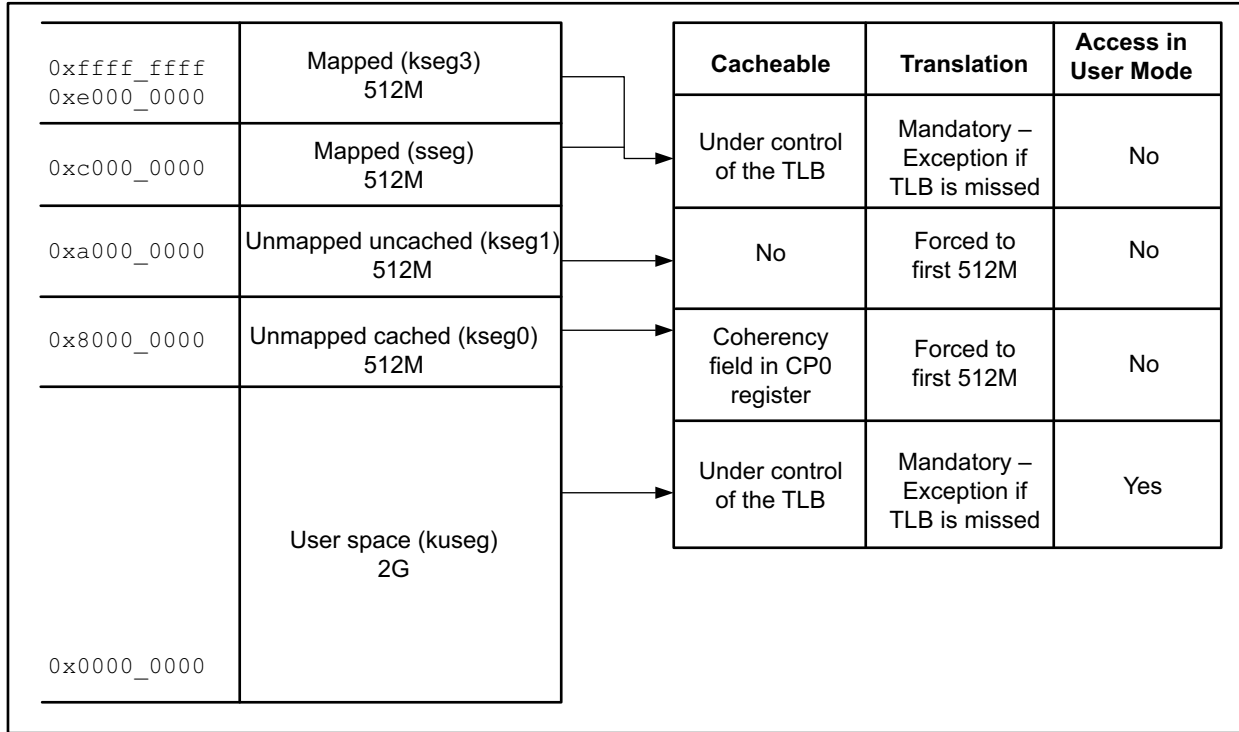 0xffff_ffff
0xe000_0000
Mapped (kseg3)
512M
0xc000_0000
Mapped (sseg)
512M
0xa000_0000
Unmapped uncached (kseg1)
512M
0x8000_0000
Unmapped cached (kseg0)
512M
User space (kuseg)
2G
0x0000_0000
Cacheable
Translation
Access in
User Mode
Under control
of the TLB
Mandatory –
Exception if
TLB is missed
No
No
Forced to
first 512M
No
Coherency
field in CP0
register
Forced to
first 512M
No
Under control
of the TLB
Mandatory –
Exception if
TLB is missed
Yes